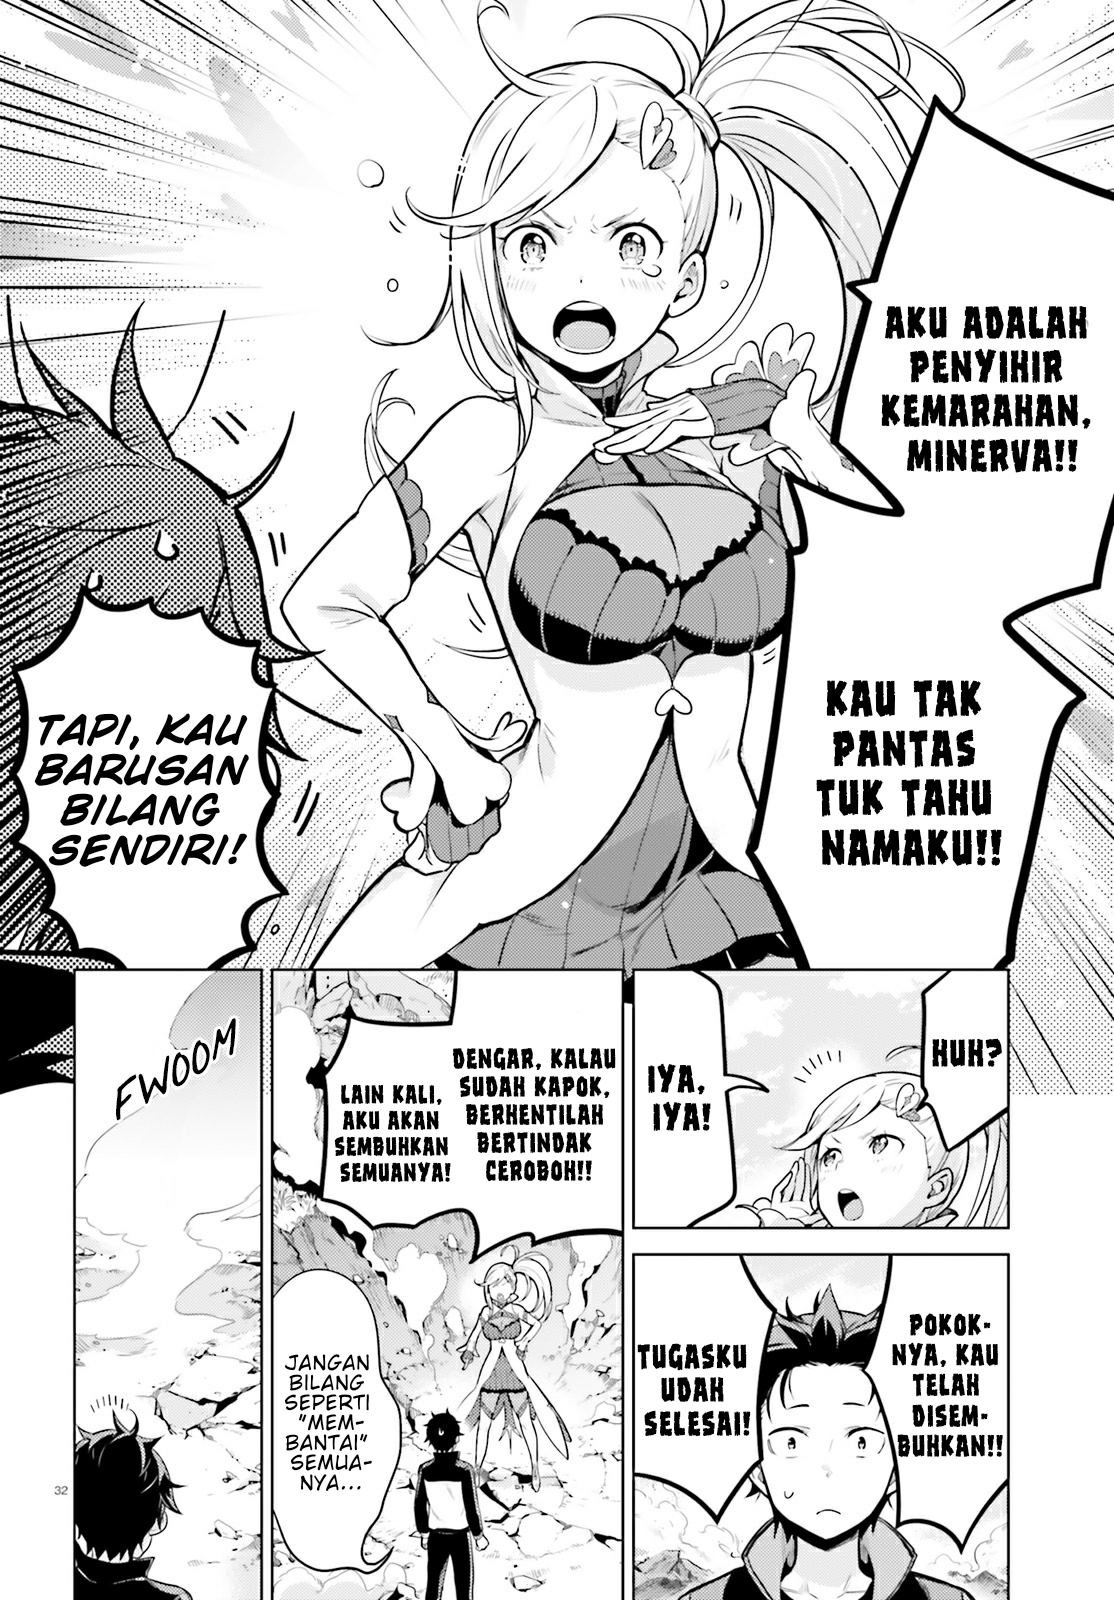 AKU ADALAH
PENYIHIR
KEMARAHAN,
MINERVA!!
KAU TAK
PANTAS
TUK TAHU
NAMAKU!!
TAPI, KAU
BARUSAN
BILANG
SENDIRI!
HUH?
IYA,
IYA!
POKOK-
NYA, KAU
TELAH
DISEM-
BUHKAN!!
TUGASKU
UDAH
SELESAI!
DENGAR, KALAU
SUDAH KAPOK,
BERHENTILAH
BERTINDAK
CEROBOH!!
LAIN KALI,
AKU AKAN
SEMBUHKAN
SEMUANYA!
JANGAN
BILANG
SEPERTI
"MEM-
BANTAI"
SEMUA-
NYA...
FWOOM
32